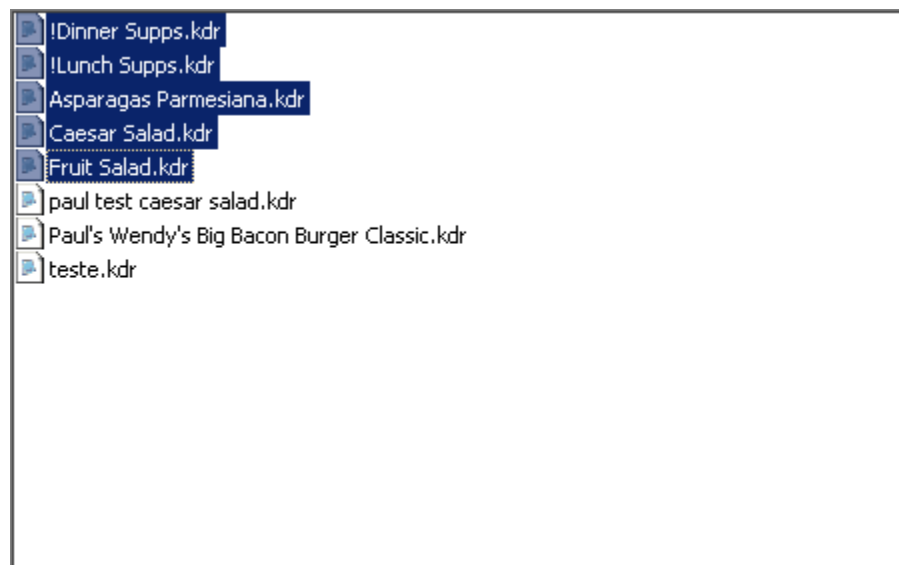 !Dinner Supps.kdr
!Lunch Supps.kdr
Asparagas Parmesiana.kdr
Caesar Salad.kdr
Fruit Salad.kdr
paul test caesar salad.kdr
Paul's Wendy's Big Bacon Burger Classic.kdr
teste.kdr